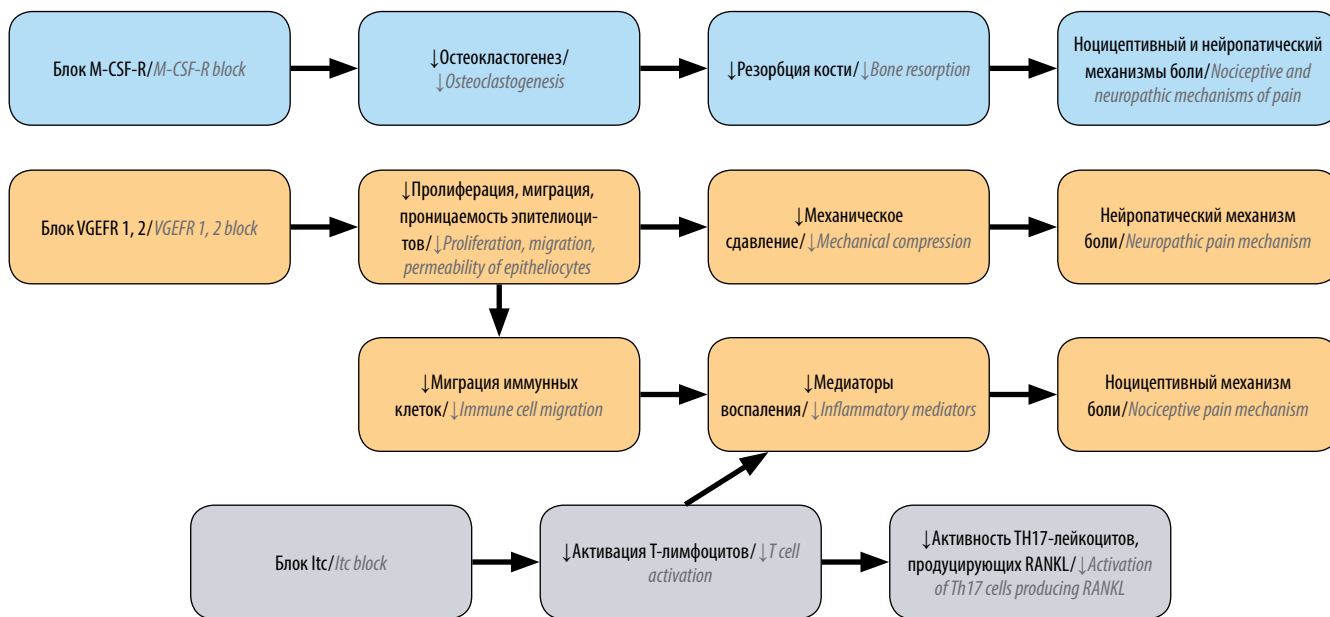 Блок M-CSF-R/M-CSF-R block
↓Остеокластогенез/
↓Osteoclastogenesis
↓Резорбция кости/ ↓Bone resorption
Ноцицептивный и нейропатический
механизмы боли/Nociceptive and
neuropathic mechanisms of pain
Блок VGEFR 1, 2/VGEFR 1, 2 block
↓Пролиферация, миграция,
проницаемость эпителиоци-
тов/↓Proliferation, migration,
permeability of epitheliocytes
↓Механическое
сдавление/↓Mechanical compression
Нейропатический механизм
боли/Neuropathic pain mechanism
↓Миграция иммунных
клеток/↓Immune cell migration
↓Медиаторы
воспаления/ ↓Inflammatory mediators
Ноцицептивный механизм
боли/Nociceptive pain mechanism
Блок Itc/Itc block
↓Активация Т-лимфоцитов/ ↓T cell
activation
↓Активность TH17-лейкоцитов,
продуцирующих RANKL/↓Activation
of Th17 cells producing RANKL